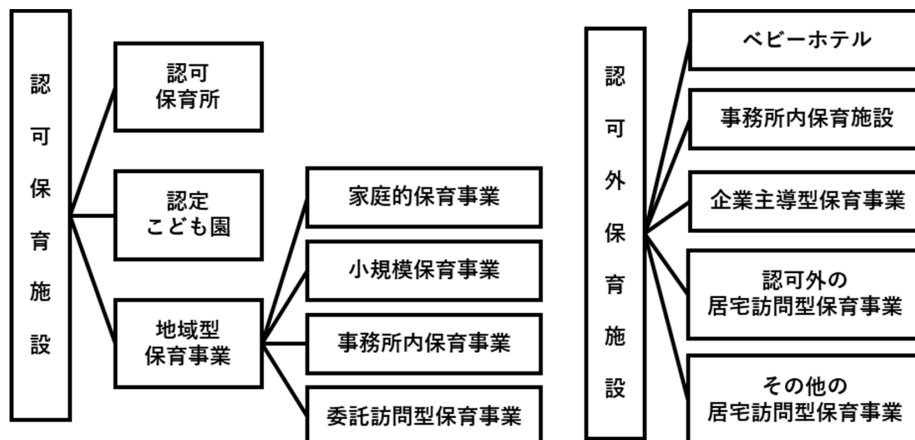 認可保育施設
認可
保育所
認定
こども園
地域型
保育事業
家庭的保育事業
小規模保育事業
事務所内保育事業
委託訪問型保育事業
認可外保育施設
ベビーホテル
事務所内保育施設
企業主導型保育事業
認可外の
居宅訪問型保育事業
その他の
居宅訪問型保育事業